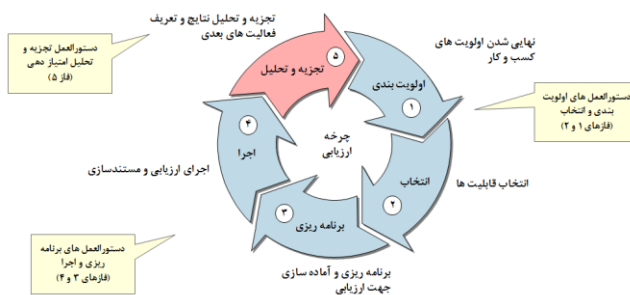 تجزیه و تحلیل نتایج و تعریف
فعالیت های بعدی
دستورالعمل تجزیه و
تحلیل امتیاز دهی
(فاز ۵)
نهایی شدن اولویت های
کسب و کار
۵
تجزیه و تحلیل
اولویت بندی
۱
دستورالعمل های اولویت
بندی و انتخاب
(فازهای ۱ و ۲)
۴
اجرا
چرخه
ارزیابی
انتخاب
۲
انتخاب قابلیت ها
اجرای ارزیابی و مستندسازی
۳
برنامه ریزی
دستورالعمل های برنامه
ریزی و اجرا
(فازهای ۳ و ۴)
برنامه ریزی و آماده سازی
جهت ارزیابی